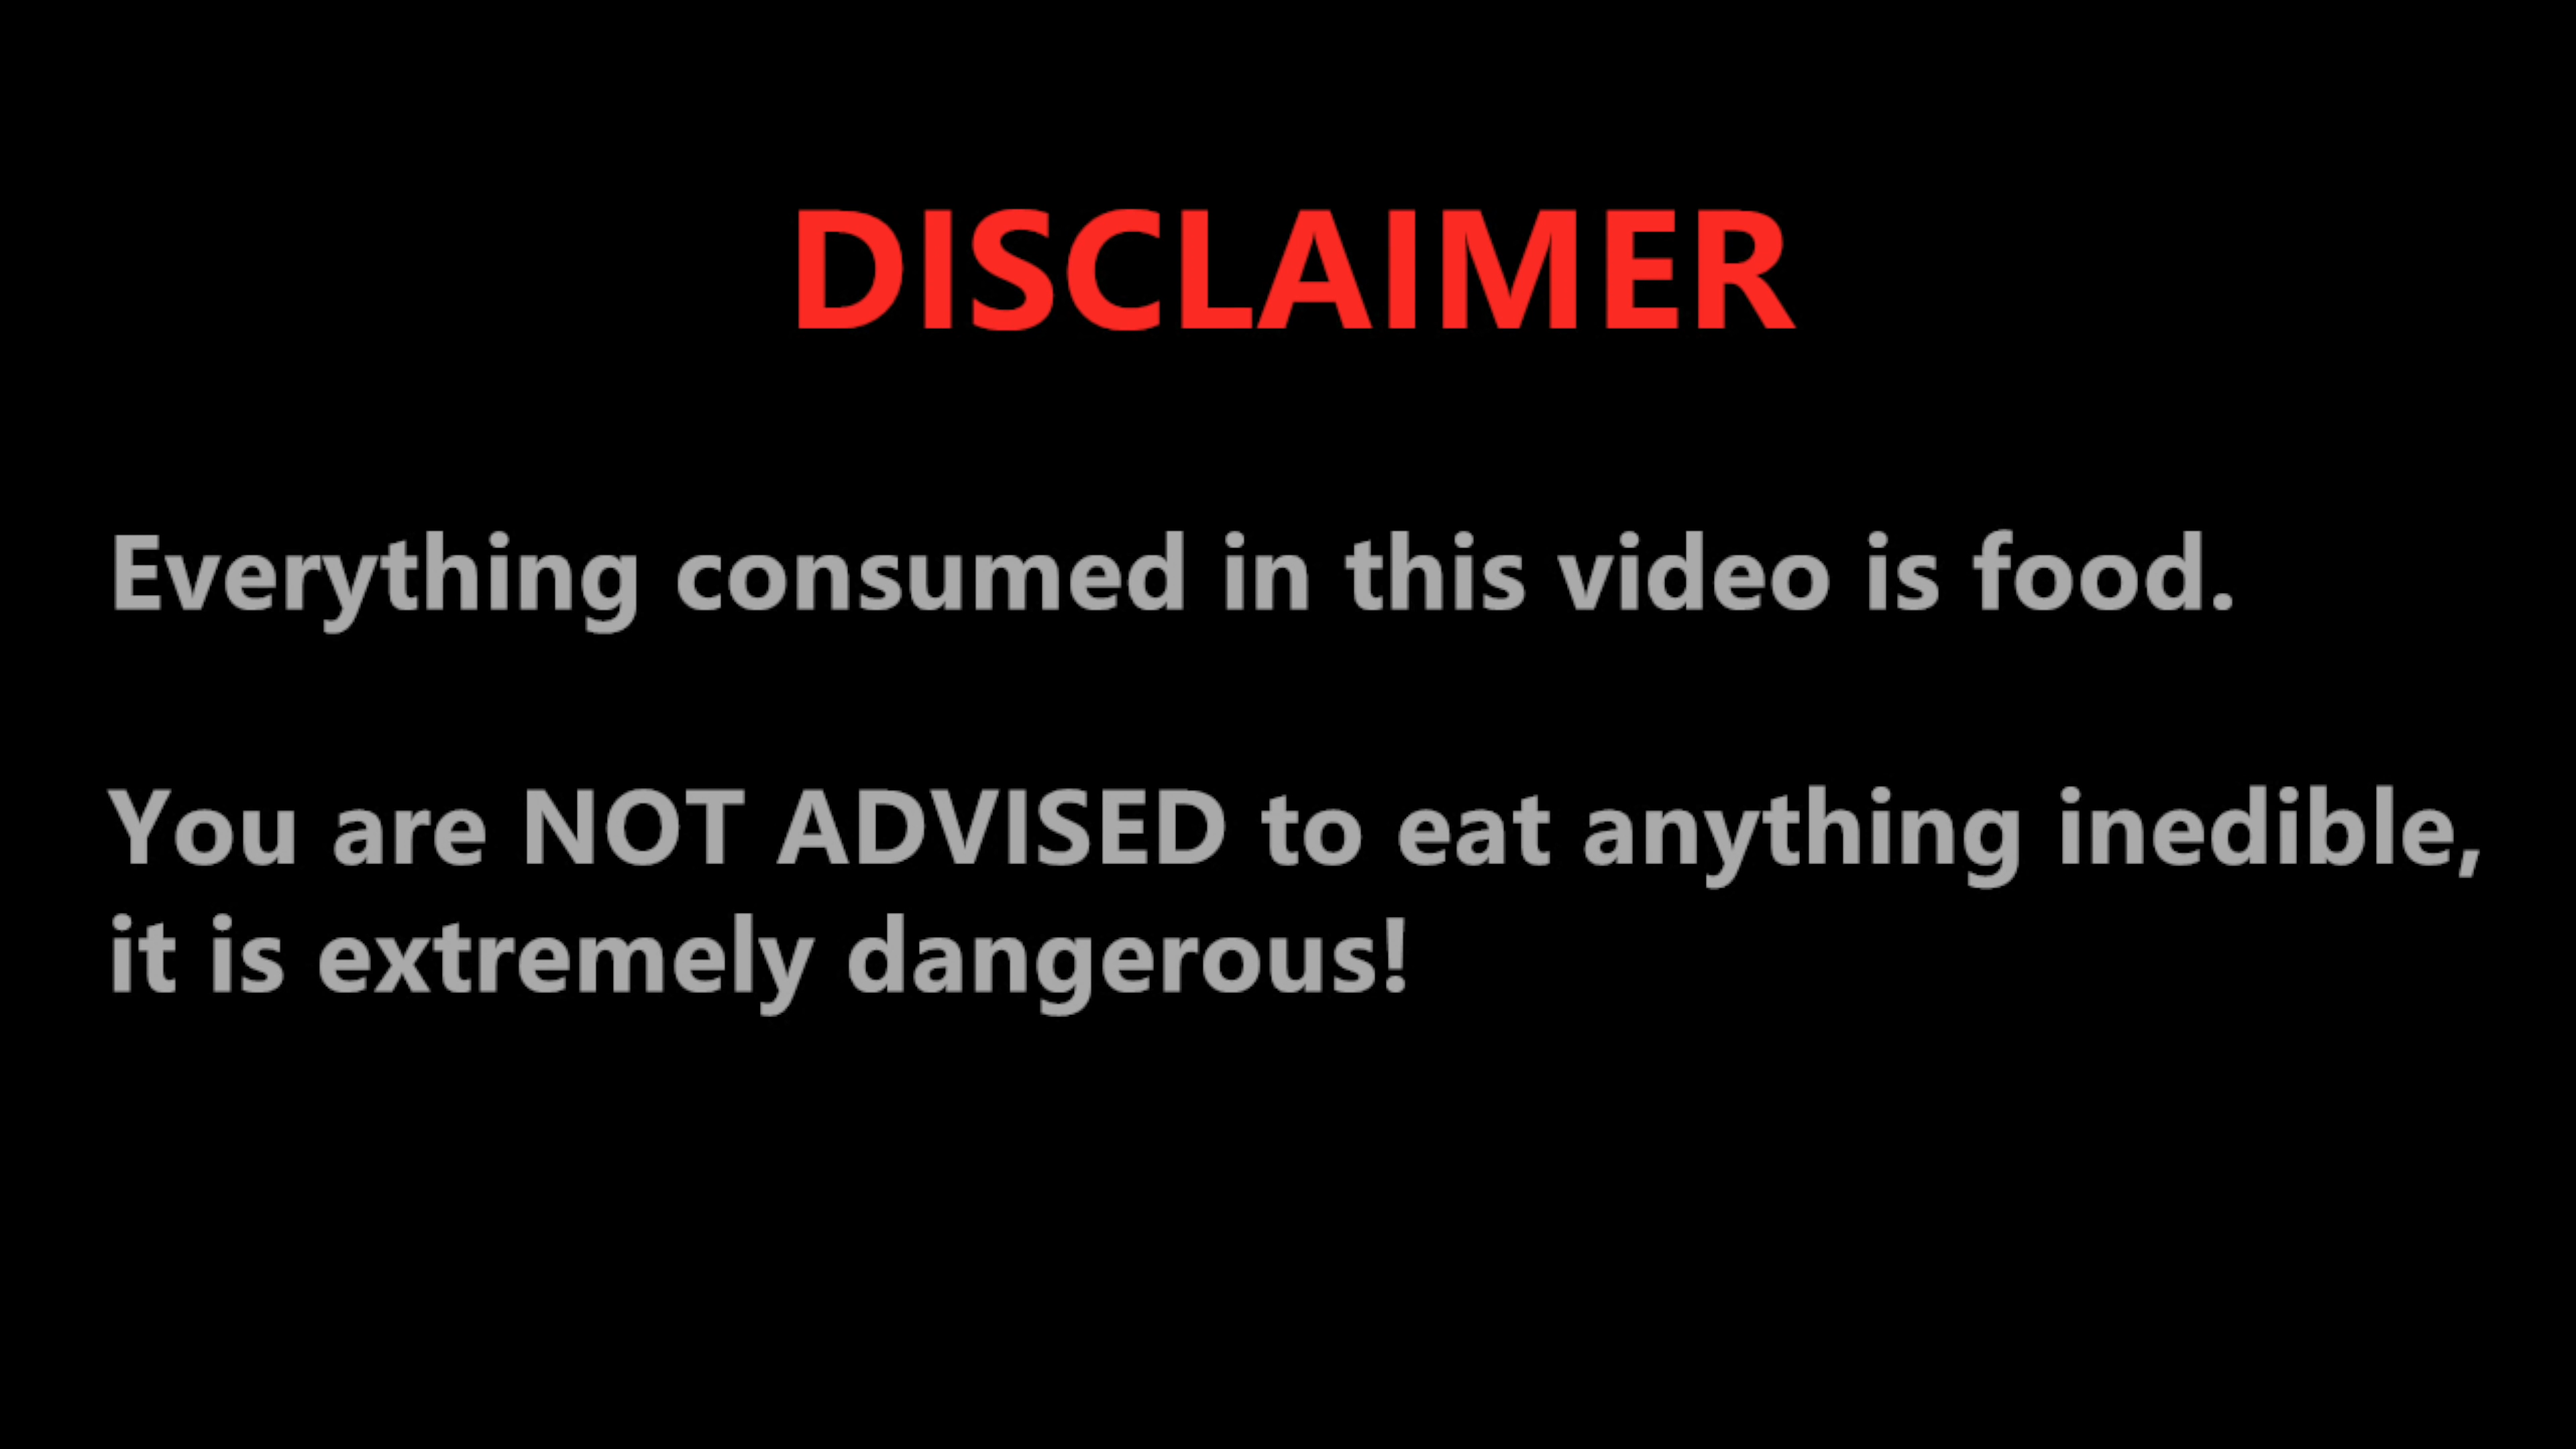 DISCLAIMER
Everything consumed in this video is food.
You are NOT ADVISED to eat anything inedible,
it is extremely dangerous!